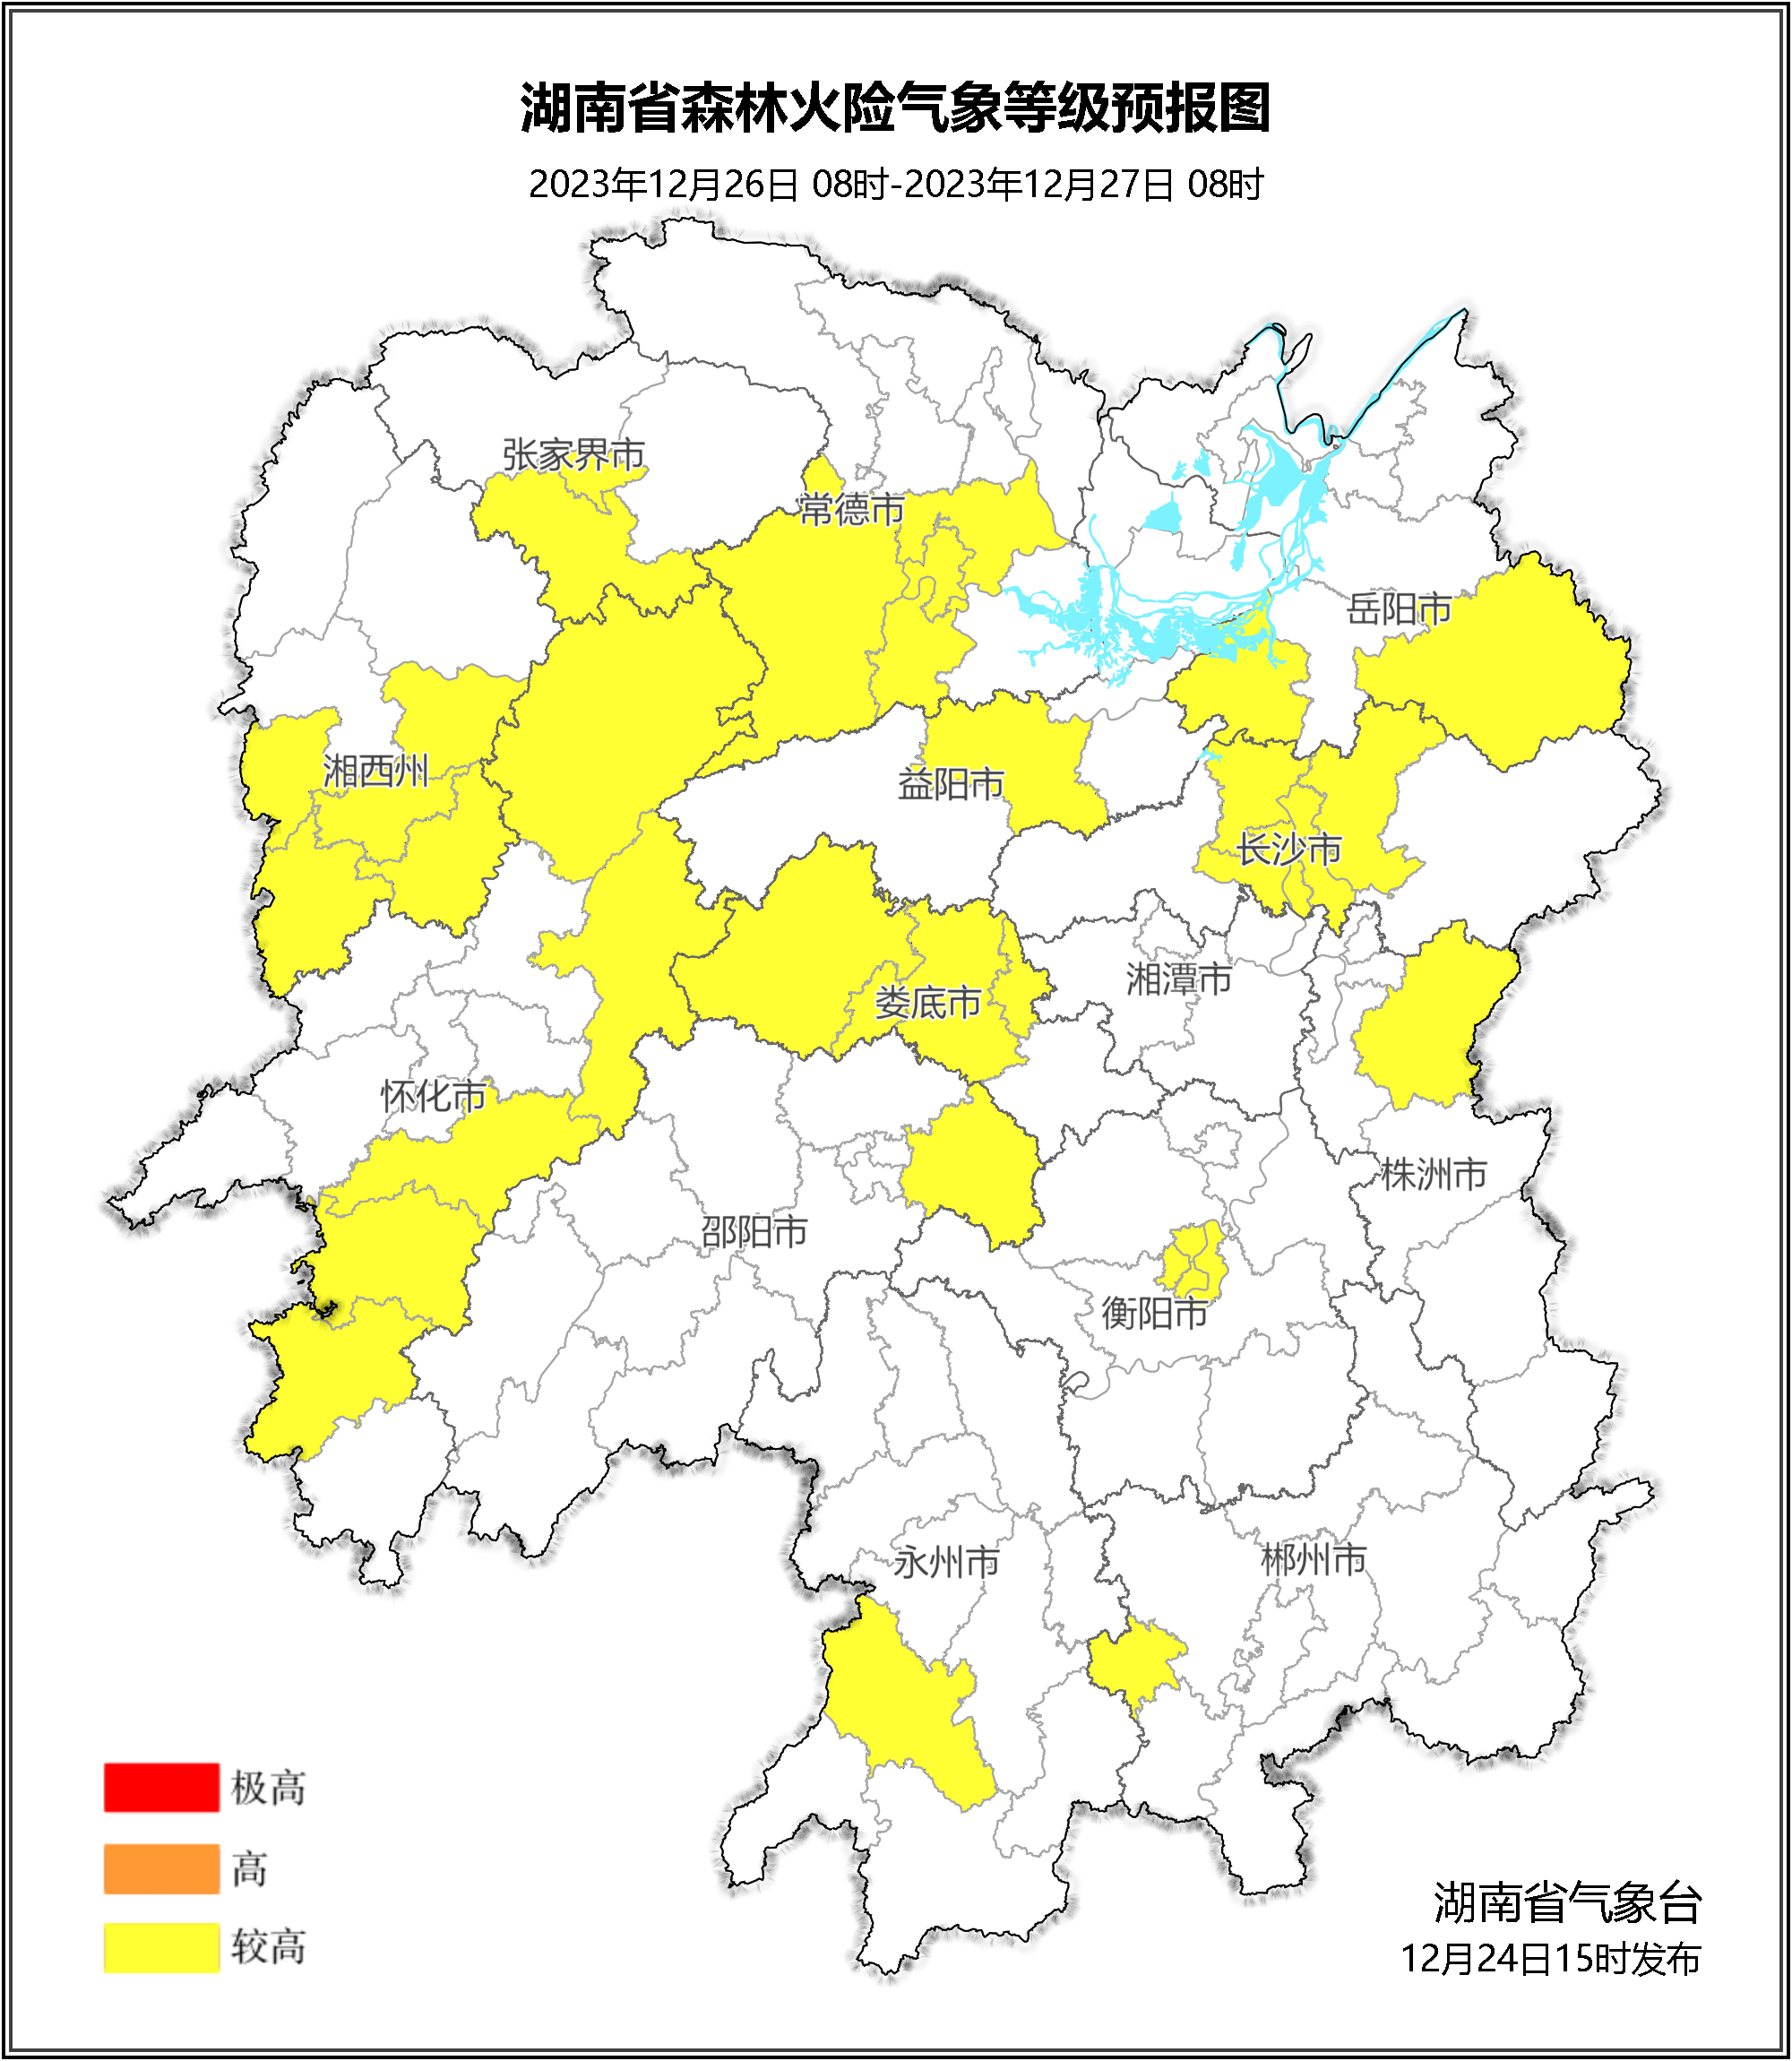 湖南省森林火险气象等级预报图
2023年12月26日 08时-2023年12月27日 08时
张家界市
常德市
岳阳市
湘西州
益阳市
长沙市
湘潭市
娄底市
怀化市
株洲市
邵阳市
衡阳市
永州市
郴州市
极高
高
较高
湖南省气象台
12月24日15时发布